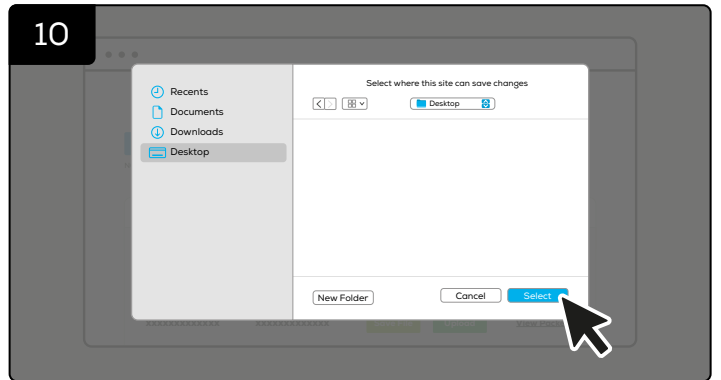 10
Select where this site can save changes
Recents
Documents
Downloads
Desktop
Desktop
New Folder
Cancel
Select